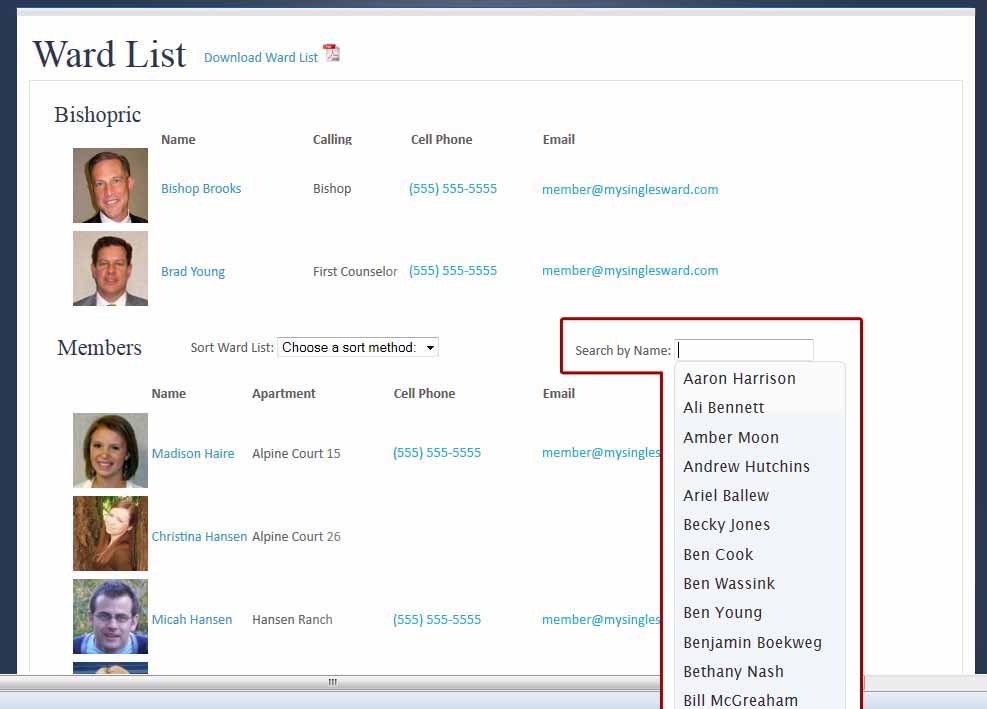 Ward List Download Ward List
Bishopric
Name Calling Cell Phone Email
Bishop Brooks Bishop (555) 555-5555 member@mysinglesward.com
Brad Young First Counselor (555) 555-5555 member@mysinglesward.com
Members Sort Ward List: Choose a sort method: Search by Name:
Name Apartment Cell Phone Email
Madison Haire Alpine Court 15 (555) 555-5555 member@mysingles
Christina Hansen Alpine Court 26
Micah Hansen Hansen Ranch (555) 555-5555 member@mysingles
Aaron Harrison
Ali Bennett
Amber Moon
Andrew Hutchins
Ariel Ballew
Becky Jones
Ben Cook
Ben Wassink
Ben Young
Benjamin Boekweg
Bethany Nash
Bill McGreaham